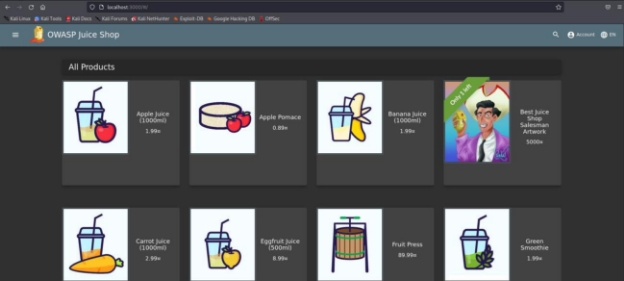 localhost:3000/#/
Kali Linux
Kali Tools
Kali Docs
Kali Forums
Kali NetHunter
Exploit-DB
Google Hacking DB
OffSec
OWASP Juice Shop
Account
EN
All Products
Apple Juice
(1000ml)
1.99¤
Apple Pomace
0.89¤
Banana Juice
(1000ml)
1.99¤
Only 1 left
Best Juice
Shop
Salesman
Artwork
5000¤
Carrot Juice
(1000ml)
2.99¤
Eggfruit Juice
(500ml)
8.99¤
Fruit Press
89.99¤
Green
Smoothie
1.99¤